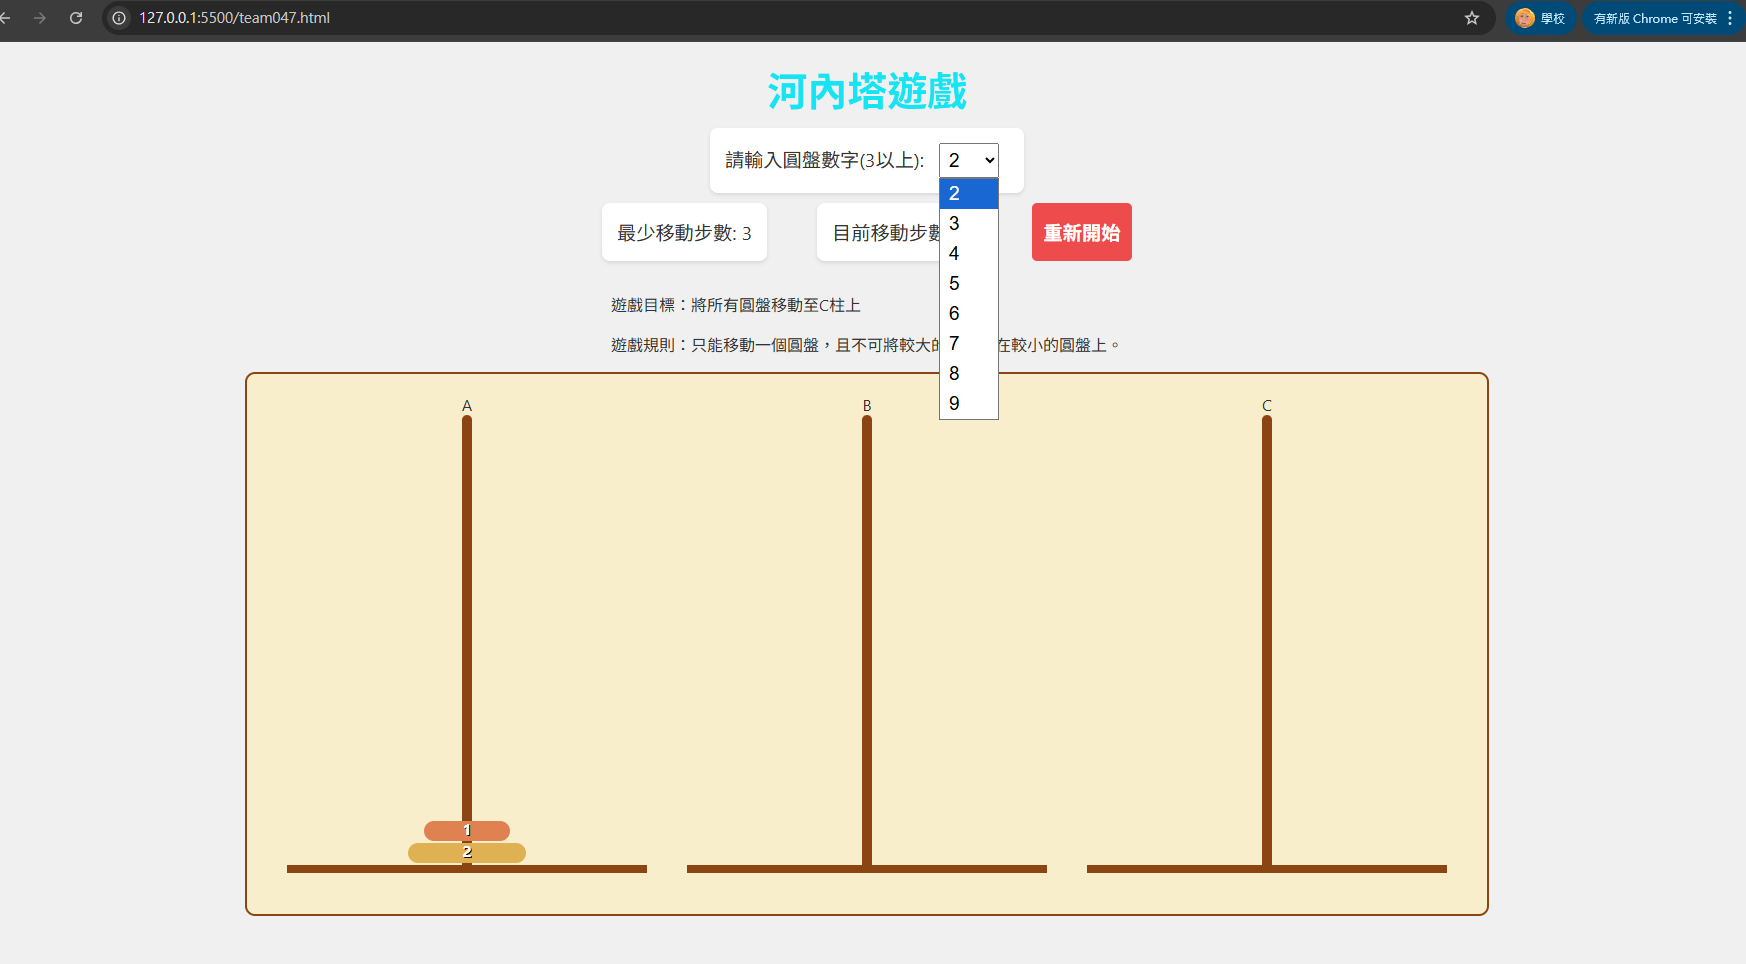 127.0.0.1:5500/team047.html
學校
有新版 Chrome 可安裝
河內塔遊戲
請輸入圓盤數字(3以上):
2
2
3
4
5
6
7
8
9
最少移動步數: 3
目前移動步數
重新開始
遊戲目標：將所有圓盤移動至C柱上
遊戲規則：只能移動一個圓盤，且不可將較大的 在較小的圓盤上。
A
B
C
1
2